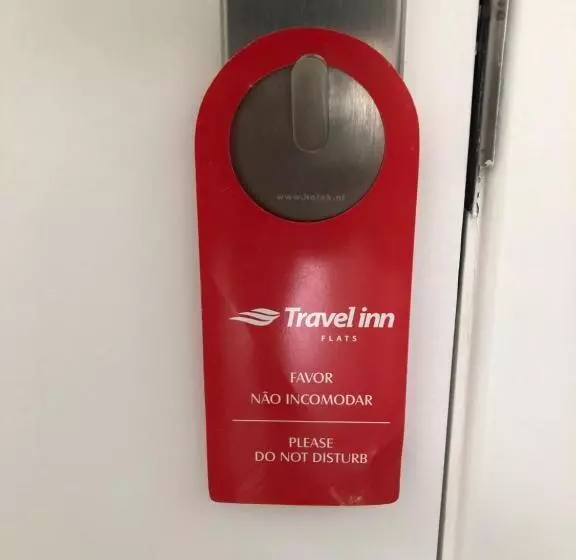 Travel inn
FLATS
FAVOR
NÃO INCOMODAR
PLEASE
DO NOT DISTURB